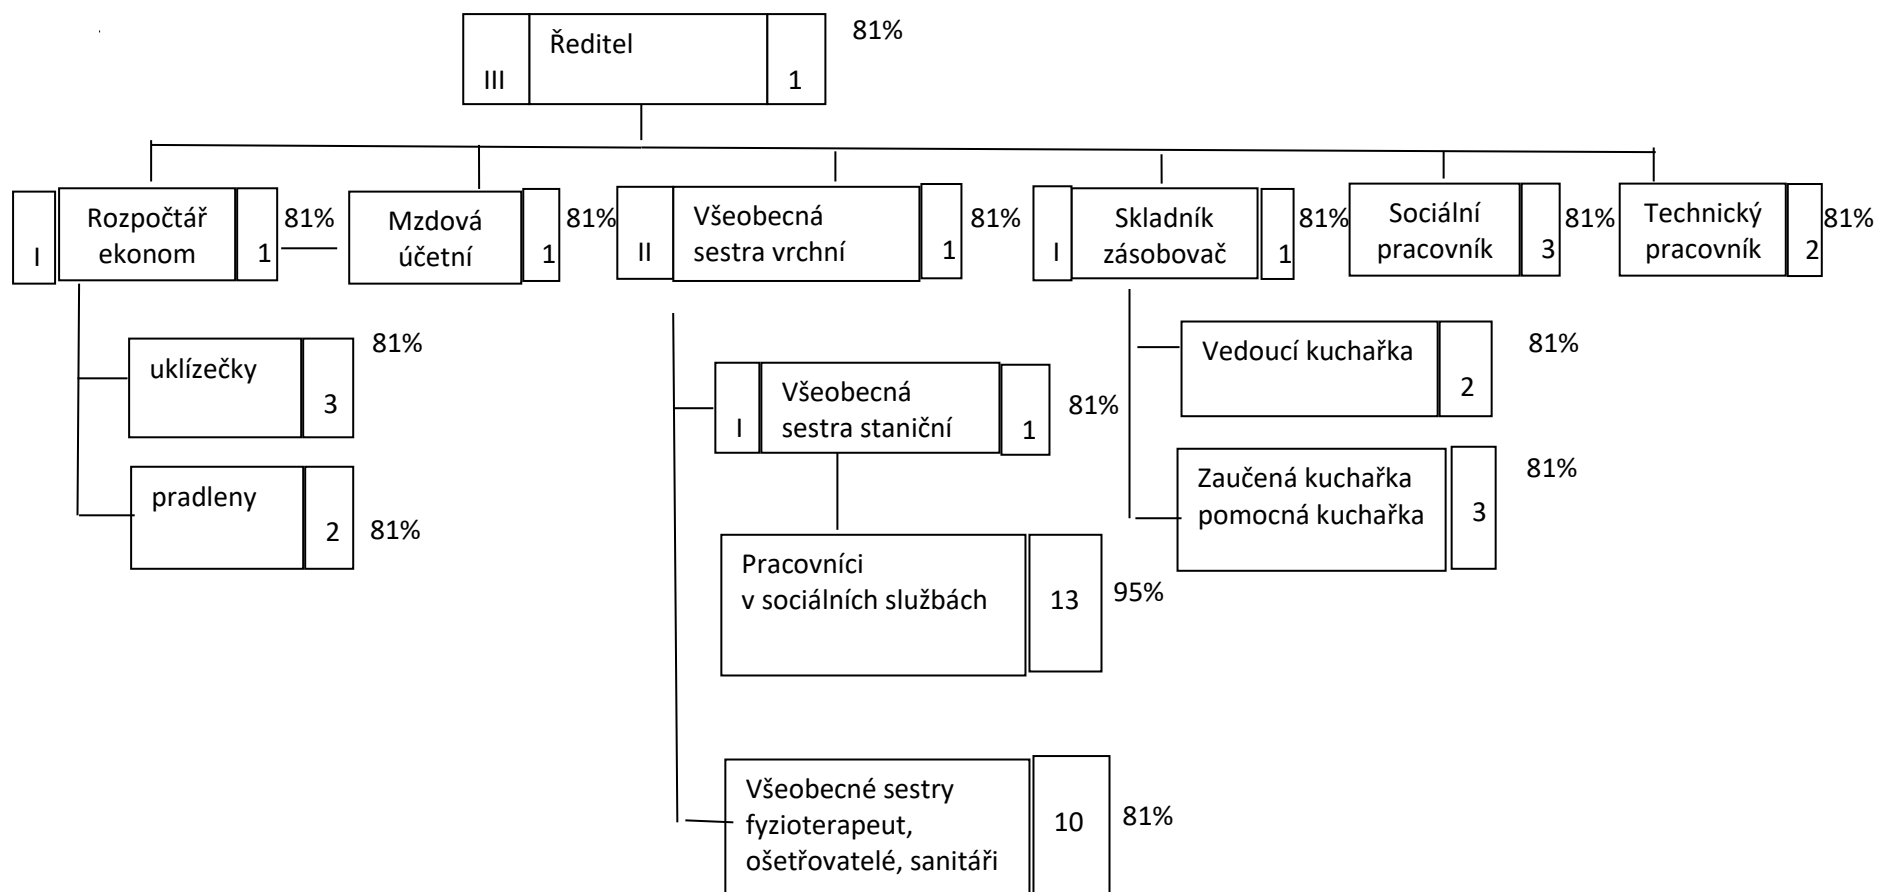 Ředitel
III
1
81%
I
Rozpočtář
ekonom
1
81%
Mzdová
účetní
1
81%
II
Všeobecná
sestra vrchní
1
81%
I
Skladník
zásobovač
1
81%
Sociální
pracovník
3
81%
Technický
pracovník
2
81%
uklízečky
3
81%
pradleny
2
81%
I
Všeobecná
sestra staniční
1
81%
Pracovníci
v sociálních službách
13
95%
Všeobecné sestry
fyzioterapeut,
ošetřovatelé, sanitáři
10
81%
Vedoucí kuchařka
2
81%
Zaučená kuchařka
pomocná kuchařka
3
81%